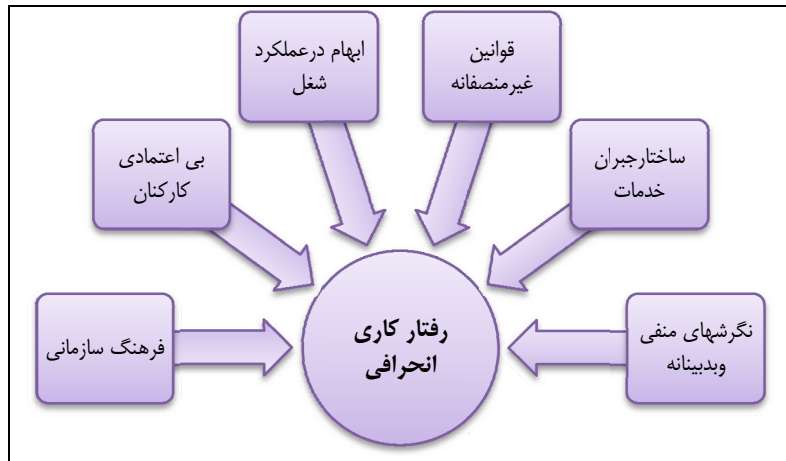 قوانین
غیرمنصفانه
ابهام درعملکرد
شغل
ساختارجبران
خدمات
بی اعتمادی
کارکنان
نگرشهای منفی
وبدبینانه
رفتار کاری
انحرافی
فرهنگ سازمانی